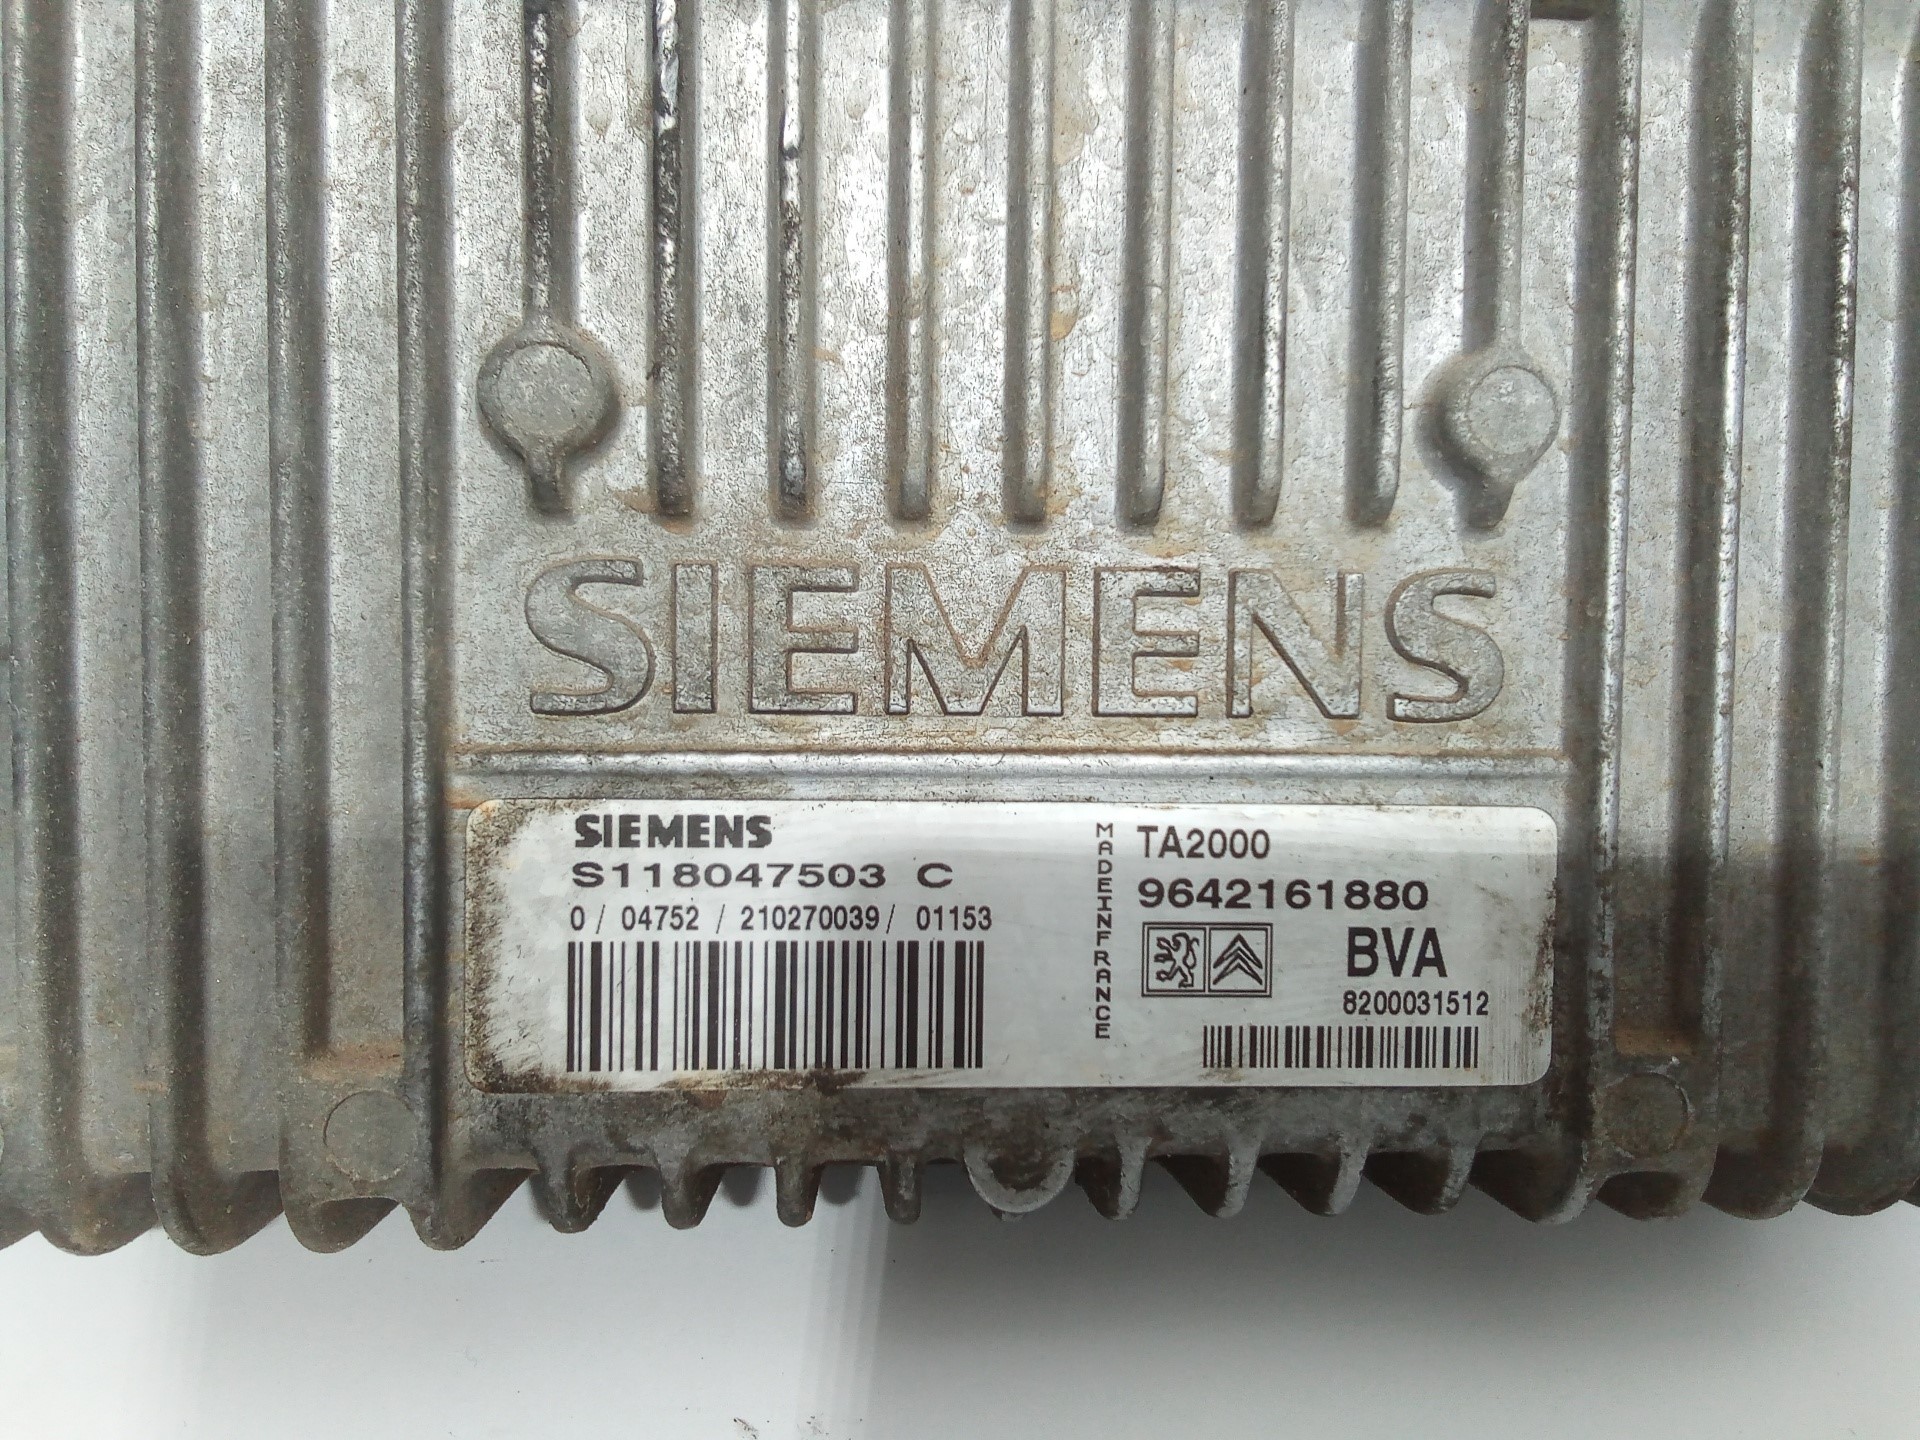 SIEMENS
SIEMENS
S118047503 C
0 / 04752 / 210270039 / 01153
MADEINFRANCE
TA2000
9642161880
BVA
8200031512